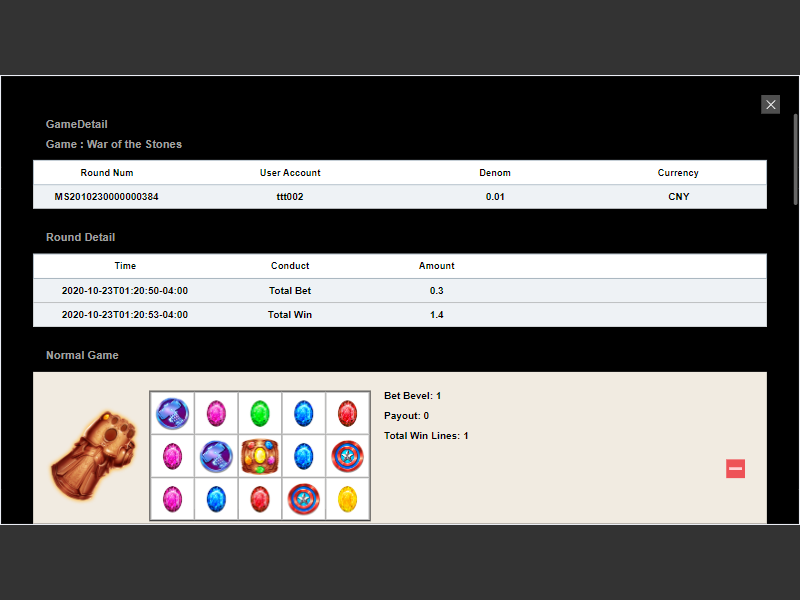 GameDetail
Game : War of the Stones
Round Num User Account Denom Currency
MS2010230000000384 ttt002 0.01 CNY
Round Detail
Time Conduct Amount
2020-10-23T01:20:50-04:00 Total Bet 0.3
2020-10-23T01:20:53-04:00 Total Win 1.4
Normal Game
Bet Bevel: 1
Payout: 0
Total Win Lines: 1